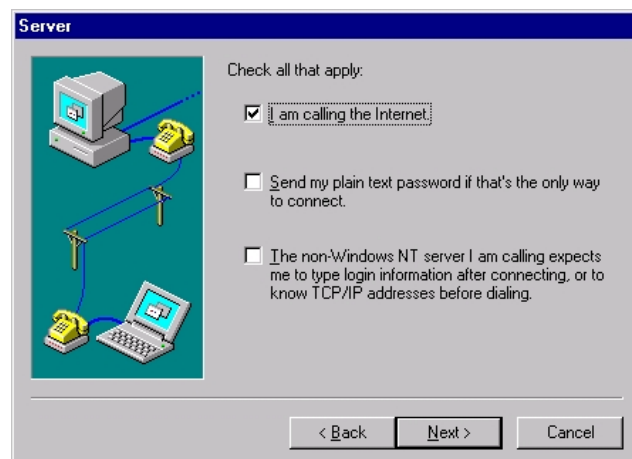 Server
Check all that apply:
I am calling the Internet.
Send my plain text password if that's the only way
to connect.
The non-Windows NT server I am calling expects
me to type login information after connecting, or to
know TCP/IP addresses before dialing.
< Back
Next >
Cancel